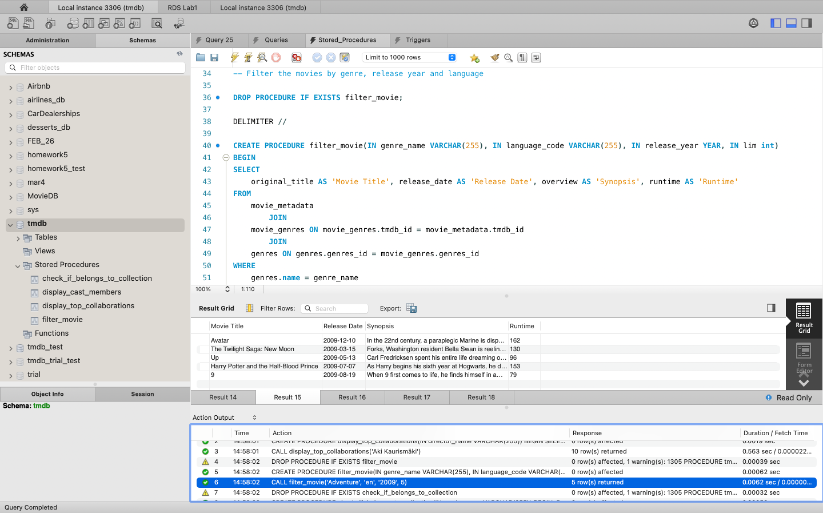 Local instance 3306 (tmdb)
RDS Lab1
Local instance 3306 (tmdb)
Administration
Schemas
Query 25
Queries
Stored_Procedures
Triggers
SCHEMAS
Filter objects
Limit to 1000 rows
Airbnb
airlines_db
CarDealerships
desserts_db
FEB_26
homework5
homework5_test
mar4
MovieDB
sys
tmdb
Tables
Views
Stored Procedures
check_if_belongs_to_collection
display_cast_members
display_top_collaborations
filter_movie
Functions
tmdb_test
tmdb_trial_test
trial
Object Info
Session
Schema: tmdb
34 -- Filter the movies by genre, release year and language
35
36 DROP PROCEDURE IF EXISTS filter_movie;
37
38 DELIMITER //
39
40 CREATE PROCEDURE filter_movie(IN genre_name VARCHAR(255), IN language_code VARCHAR(255), IN release_year YEAR, IN lim int)
41 BEGIN
42 SELECT
43 original_title AS 'Movie Title', release_date AS 'Release Date', overview AS 'Synopsis', runtime AS 'Runtime'
44 FROM
45 movie_metadata
46 JOIN
47 movie_genres ON movie_genres.tmdb_id = movie_metadata.tmdb_id
48 JOIN
49 genres ON genres.genres_id = movie_genres.genres_id
50 WHERE
51 genres.name = genre_name
100% 1:110
Result Grid Filter Rows: Search Export:
Movie Title Release Date Synopsis Runtime
Avatar 2009-12-10 In the 22nd century, a paraplegic Marine is disp... 162
The Twilight Saga: New Moon 2009-03-15 Forks, Washington resident Bella Swan is reelin... 130
Up 2009-05-13 Carl Fredricksen spent his entire life dreaming o... 96
Harry Potter and the Half-Blood Prince 2009-07-07 As Harry begins his sixth year at Hogwarts, he d... 153
9 2009-08-19 When 9 first comes to life, he finds himself in a... 79
Result Grid
Form Editor
Result 14
Result 15
Result 16
Result 17
Result 18
Read Only
Action Output
Time Action Response Duration / Fetch Time
3 14:58:01 CALL display_top_collaborations('Aki Kaurismäki') 10 row(s) returned 0.563 sec / 0.000022...
4 14:58:02 DROP PROCEDURE IF EXISTS filter_movie 0 row(s) affected, 1 warning(s): 1305 PROCEDURE tm... 0.00039 sec
5 14:58:02 CREATE PROCEDURE filter_movie(IN genre_name VARCHAR(255), IN language_code VARC... 0 row(s) affected 0.0062 sec
6 14:58:02 CALL filter_movie('Adventure', 'en', '2009', 5) 5 row(s) returned 0.0062 sec / 0.00000...
7 14:58:02 DROP PROCEDURE IF EXISTS check_if_belongs_to_collection 0 row(s) affected, 1 warning(s): 1305 PROCEDURE tm... 0.00032 sec
Query Completed